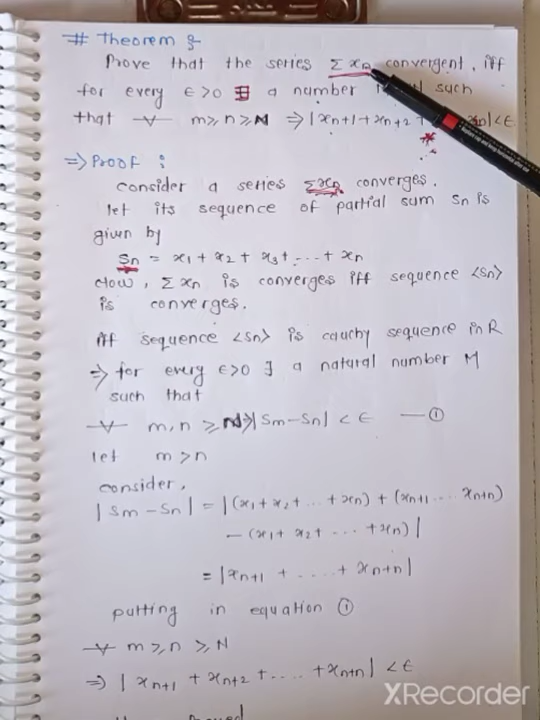 # Theorem :
Prove that the series Σ xn convergent, iff
for every ϵ>0 ∃ a number such
that ∀ m≥n≥N ⇒ |xn+1+xn+2 + xn|<ϵ
⇒ Proof :
consider a series Σxn converges.
let its sequence of partial sum Sn is
given by
Sn = x1 + x2 + x3 + ... + xn
Now, Σ xn is converges iff sequence <Sn>
is converges.
iff sequence <Sn> is cauchy sequence in R
⇒ for every ϵ>0 ∃ a natural number M
such that
∀ m,n ≥ N⇒|Sm-Sn| < ϵ — ①
let m>n
consider,
|Sm-Sn| = |(x1+x2+ ... +xn) + (xn+1 .... xn+n)
- (x1+ x2+ ... +xn)|
= |xn+1 + ..... + xn+n|
putting in equation ①
∀ m≥n ≥N
⇒ | xn+1 + xn+2 + .... +xn+n| <ϵ
XRecorder